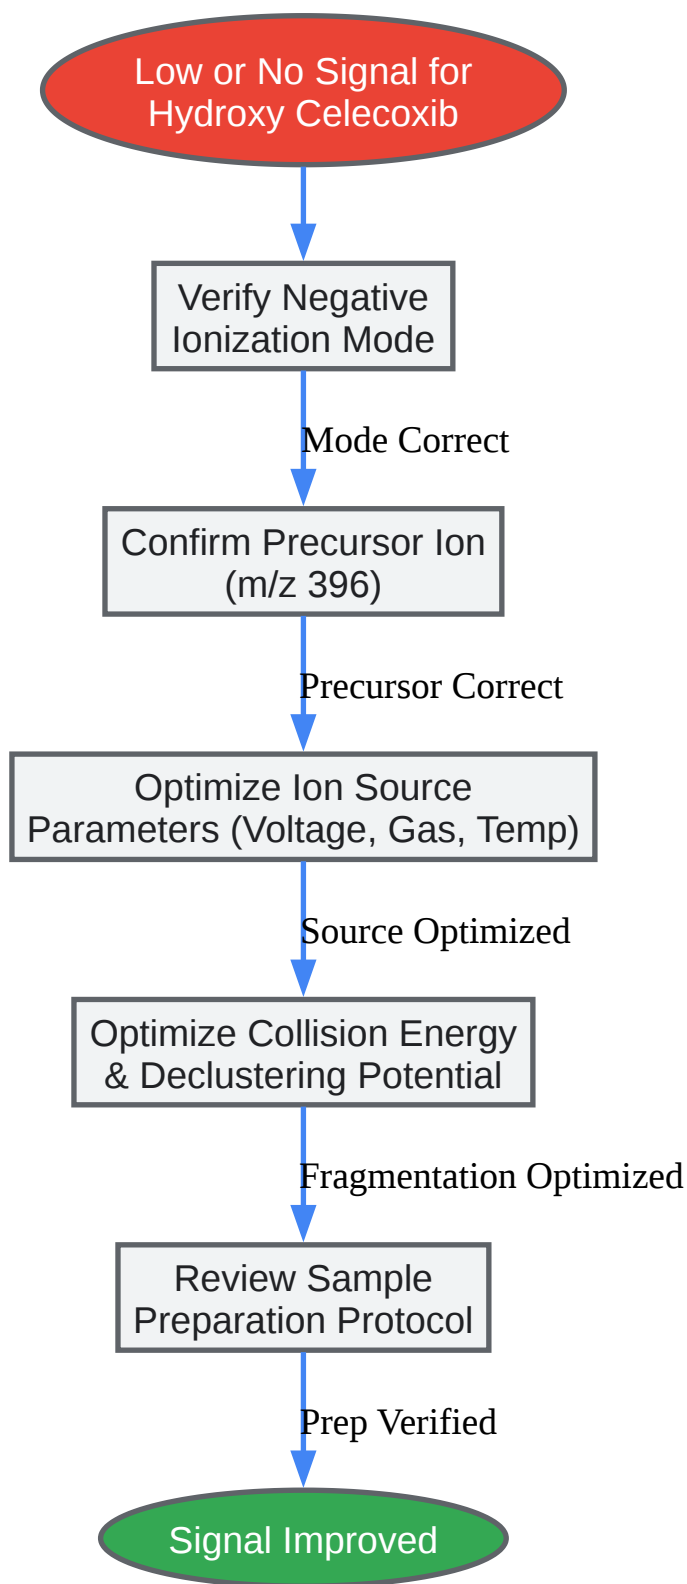 Low or No Signal for
Hydroxy Celecoxib
Verify Negative
Ionization Mode
Mode Correct
Confirm Precursor Ion
(m/z 396)
Precursor Correct
Optimize Ion Source
Parameters (Voltage, Gas, Temp)
Source Optimized
Optimize Collision Energy
& Declustering Potential
Fragmentation Optimized
Review Sample
Preparation Protocol
Prep Verified
Signal Improved